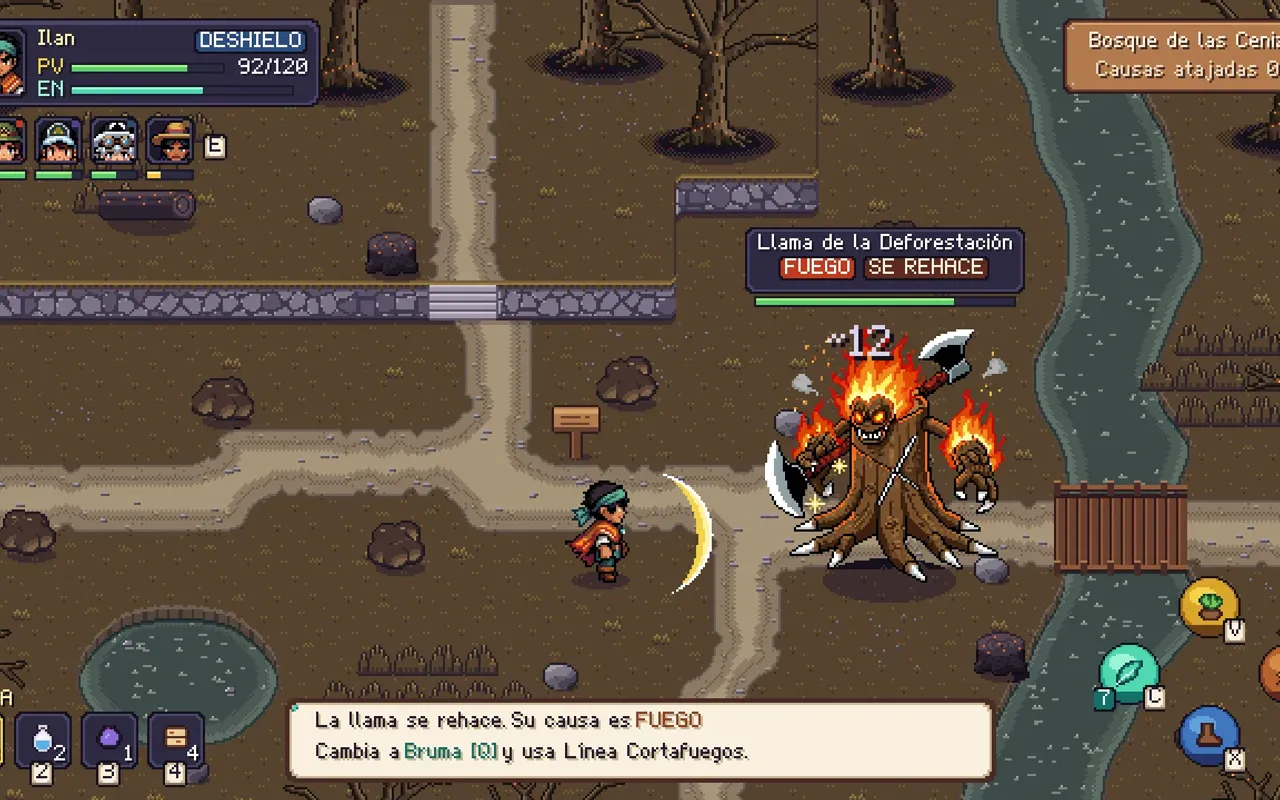 Ilan
DESHIELO
PV 92/120
EN
E
Bosque de las
Causas atajadas
Llama de la Deforestación
FUEGO SE REHACE
-12
A
2
1
4
2
3
4
V
7 C
X
La llama se rehace. Su causa es FUEGO
Cambia a Bruma [Q] y usa Línea Cortafuegos.